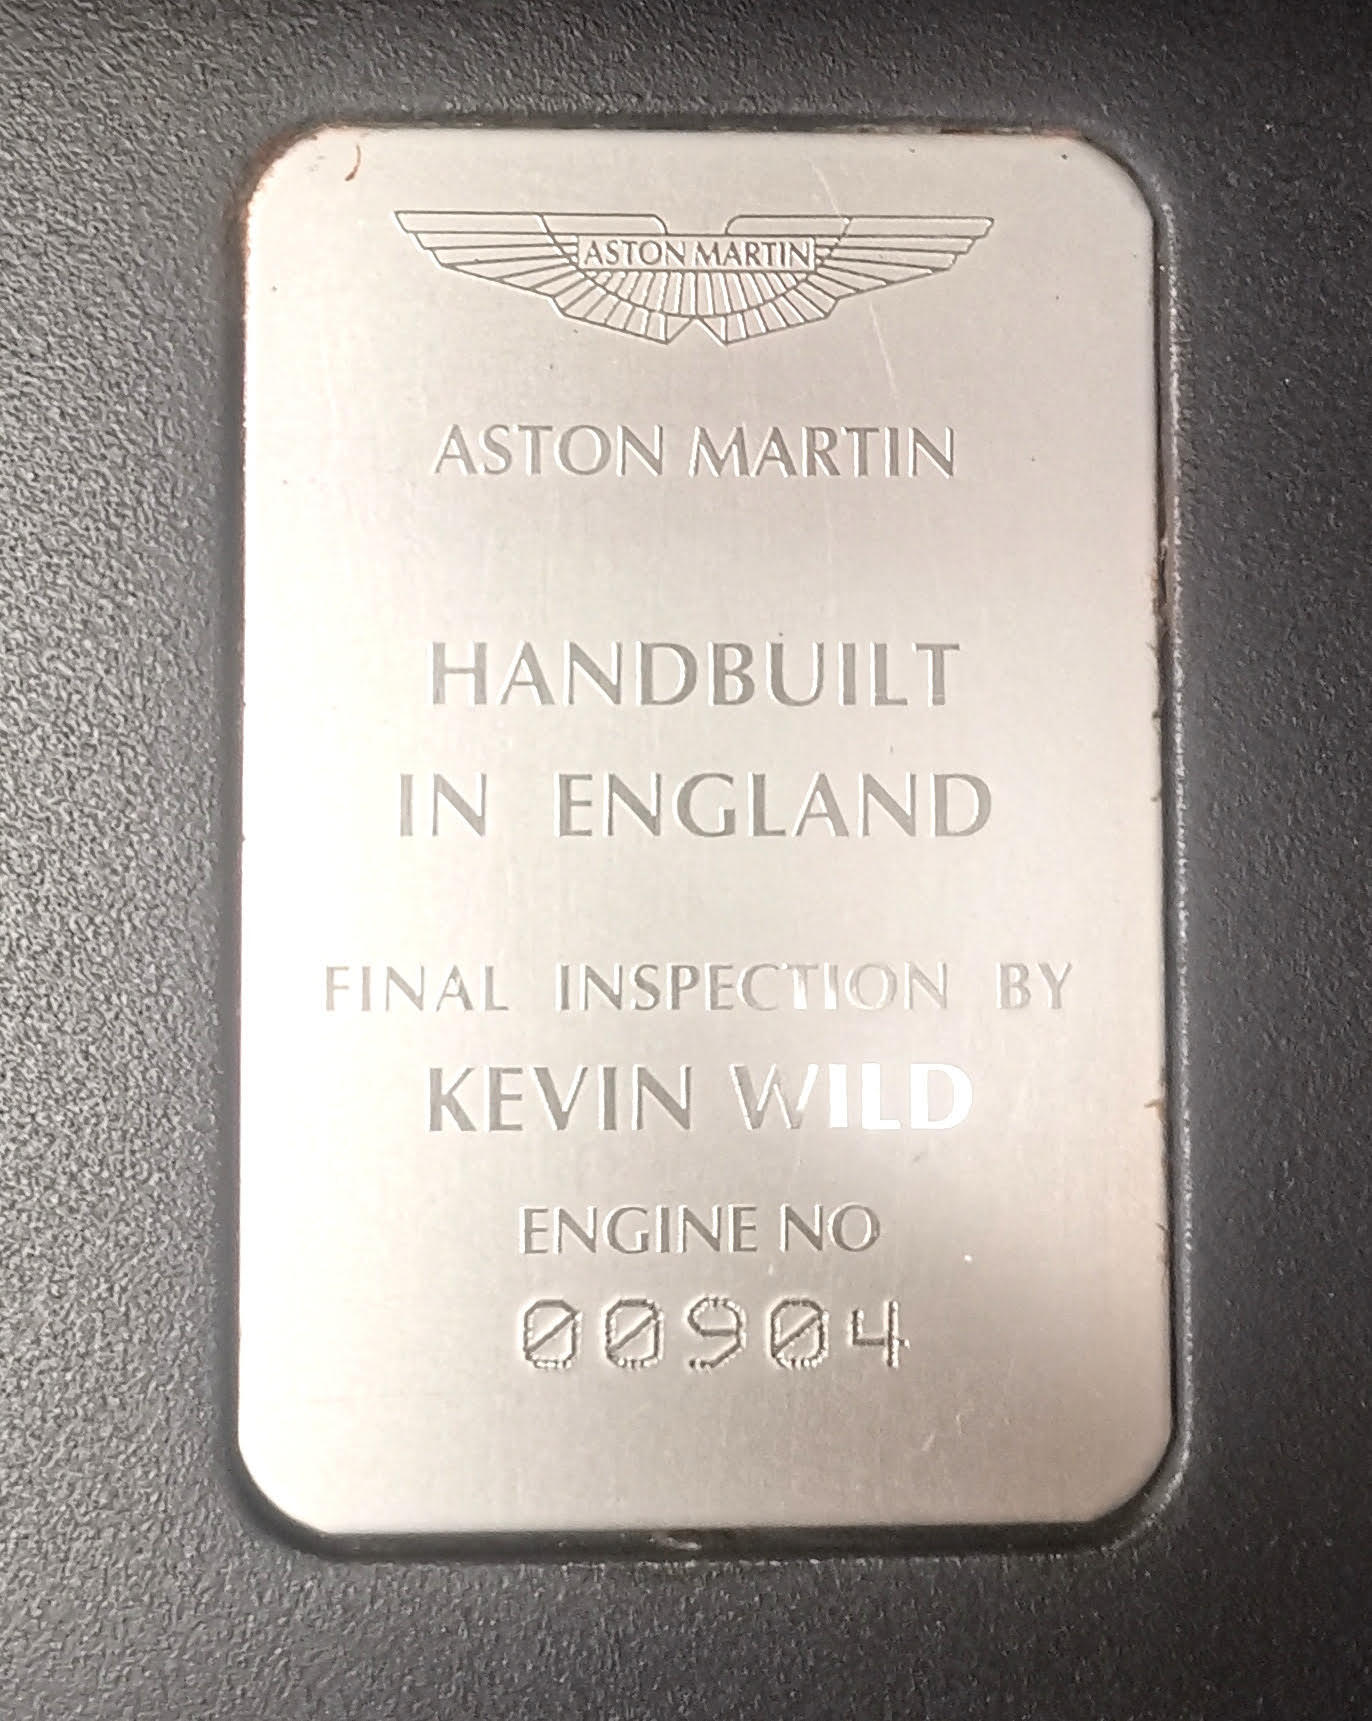 ASTON MARTIN
ASTON MARTIN
HANDBUILT
IN ENGLAND
FINAL INSPECTION BY
KEVIN WILD
ENGINE NO
00904